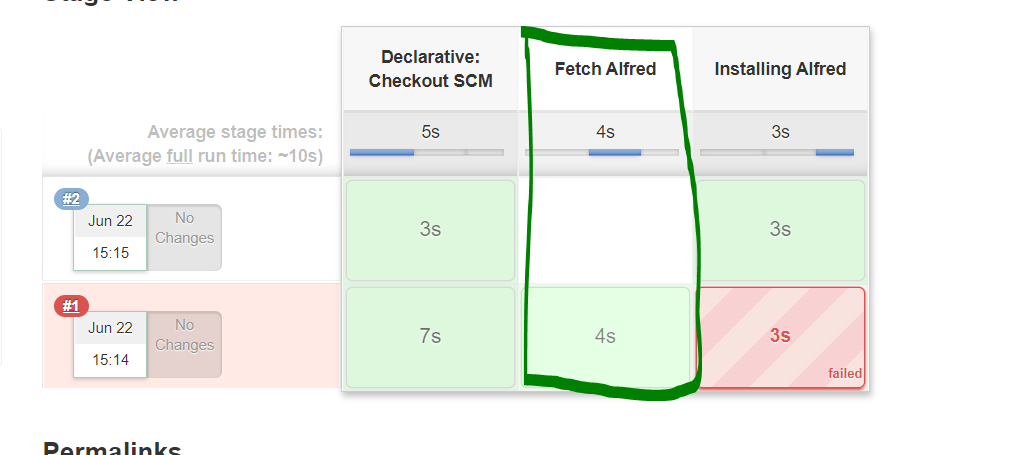 Stage View
Declarative:
Checkout SCM
Fetch Alfred
Installing Alfred
Average stage times:
(Average full run time: ~10s)
5s
4s
3s
#2
Jun 22
15:15
No
Changes
3s
3s
#1
Jun 22
15:14
No
Changes
7s
4s
3s
failed
Permalinks